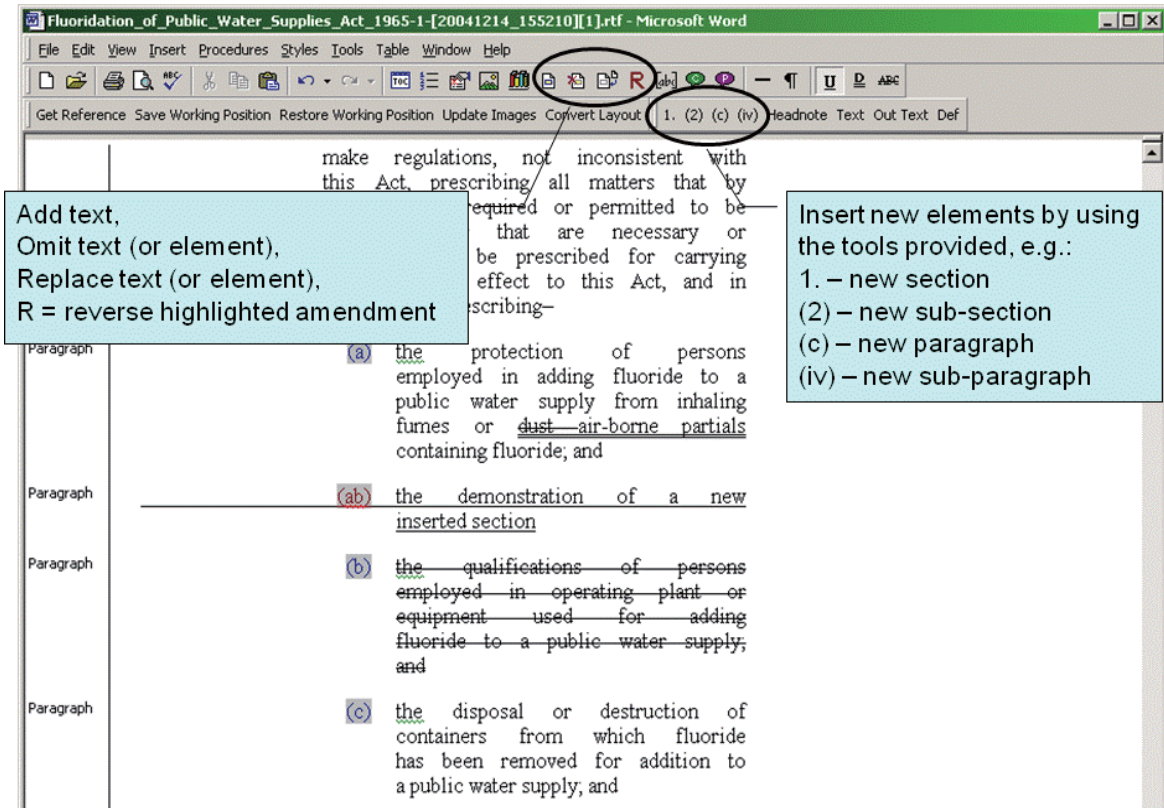 Fluoridation_of_Public_Water_Supplies_Act_1965-1-[20041214_155210][1].rtf - Microsoft Word
File Edit View Insert Procedures Styles Tools Table Window Help
TOC R [ab] U D ABC
Get Reference Save Working Position Restore Working Position Update Images Convert Layout 1. (2) (c) (iv) Headnote Text Out Text Def
make regulations, not inconsistent with
this Act, prescribing all matters that by
required or permitted to be
that are necessary or
be prescribed for carrying
effect to this Act, and in
escribing–
Add text,
Omit text (or element),
Replace text (or element),
R = reverse highlighted amendment
Insert new elements by using
the tools provided, e.g.:
1. – new section
(2) – new sub-section
(c) – new paragraph
(iv) – new sub-paragraph
Paragraph (a) the protection of persons
employed in adding fluoride to a
public water supply from inhaling
fumes or dust air-borne partials
containing fluoride; and
Paragraph (ab) the demonstration of a new
inserted section
Paragraph (b) the qualifications of persons
employed in operating plant or
equipment used for adding
fluoride to a public water supply;
and
Paragraph (c) the disposal or destruction of
containers from which fluoride
has been removed for addition to
a public water supply; and